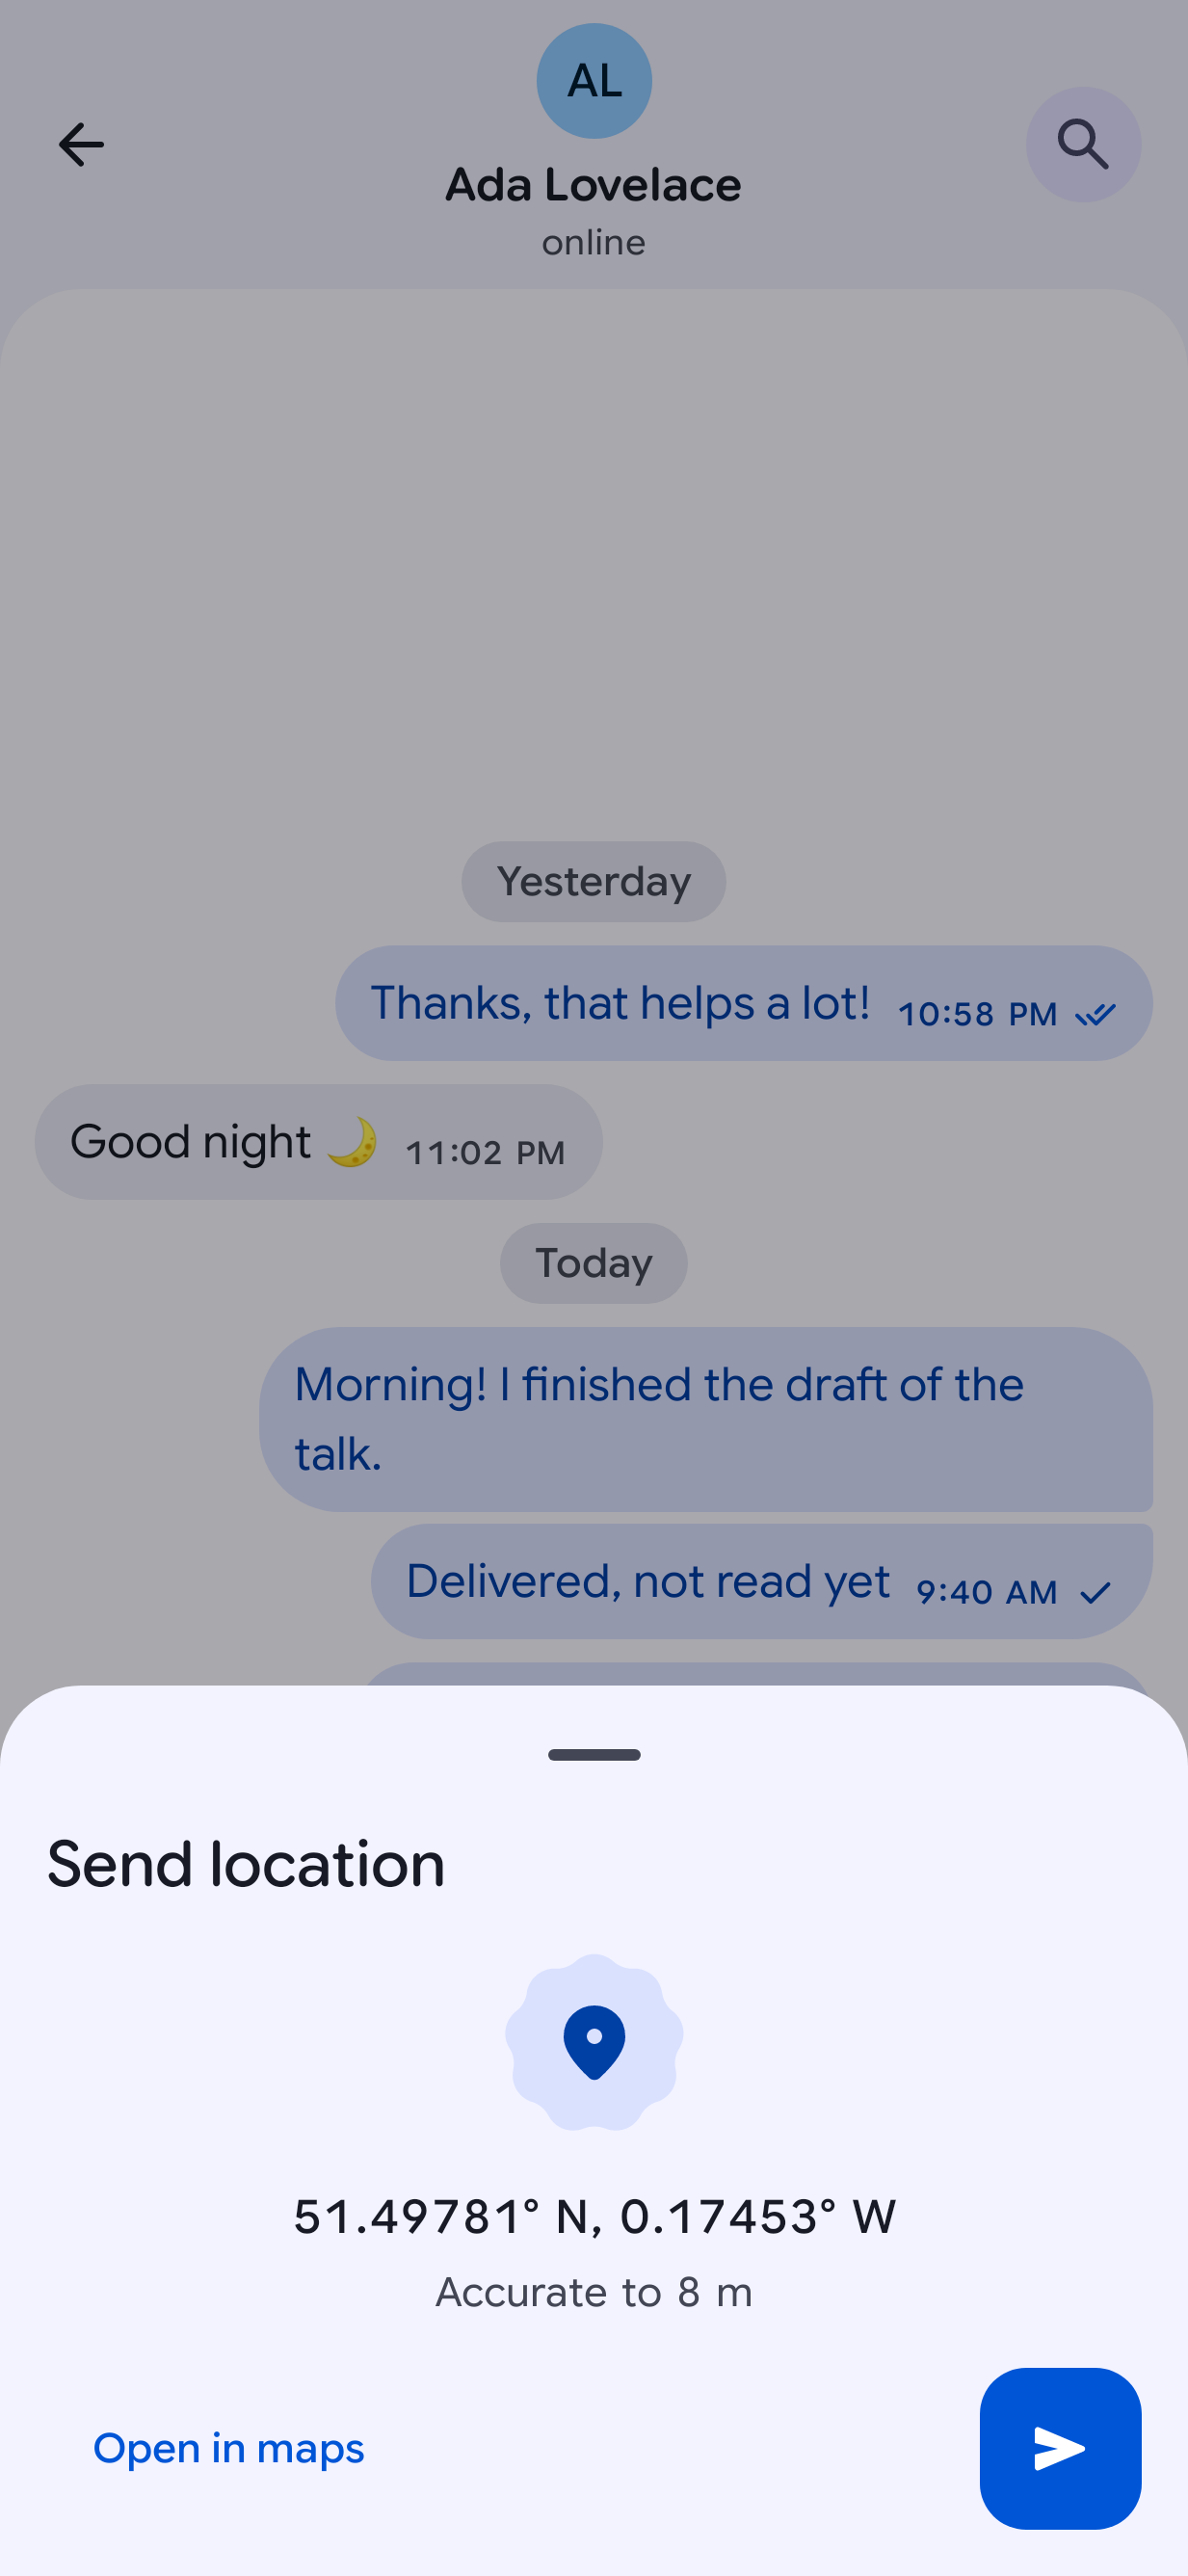 AL
Ada Lovelace
online
Yesterday
Thanks, that helps a lot! 10:58 PM
Good night 🌙 11:02 PM
Today
Morning! I finished the draft of the
talk.
Delivered, not read yet 9:40 AM
Send location
51.49781° N, 0.17453° W
Accurate to 8 m
Open in maps